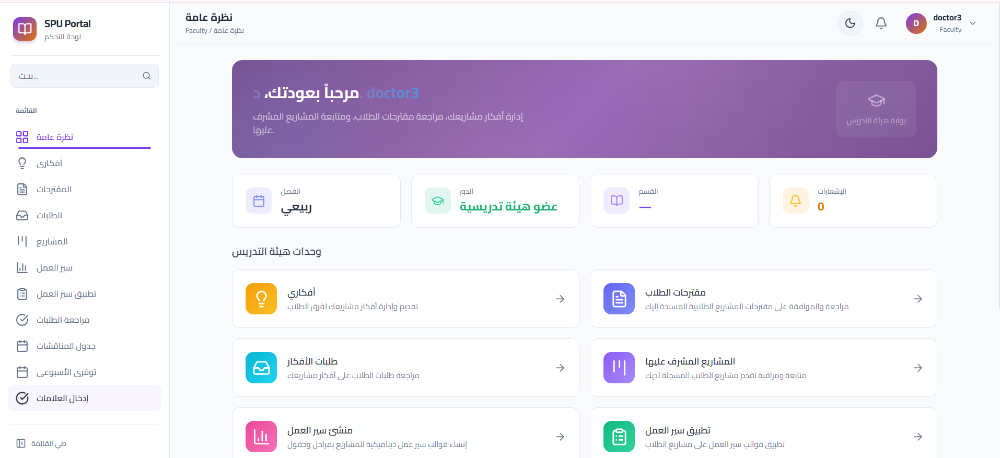 SPU Portal
لوحة التحكم
بحث...
القائمة
نظرة عامة
أفكاري
المقترحات
الطلبات
المشاريع
سير العمل
تطبيق سير العمل
مراجعة الطلبات
جدول المناقشات
توفري الأسبوعي
إدخال العلامات
طي القائمة
نظرة عامة
Faculty / نظرة عامة
D
doctor3
Faculty
مرحباً بعودتك، د. doctor3
إدارة أفكار مشاريعك، مراجعة مقترحات الطلاب، ومتابعة المشاريع المشرف
عليها.
بوابة هيئة التدريس
الفصل
ربيعي
الدور
عضو هيئة تدريسية
القسم
—
الإشعارات
0
وحدات هيئة التدريس
أفكاري
تقديم وإدارة أفكار مشاريعك لفرق الطلاب
مقترحات الطلاب
مراجعة والموافقة على مقترحات المشاريع الطلابية المسندة إليك
طلبات الأفكار
مراجعة طلبات الطلاب على أفكار مشاريعك
المشاريع المشرف عليها
متابعة ومراقبة تقدم مشاريع الطلاب المسجلة لديك
منشئ سير العمل
إنشاء قوالب سير عمل ديناميكية للمشاريع بمراحل وحقول
تطبيق سير العمل
تطبيق قوالب سير العمل على مشاريع الطلاب